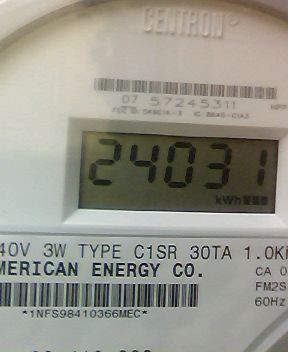 CENTRON
07 57245311
24031
kWh
40V 3W TYPE C1SR 30TA 1.0K
MERICAN ENERGY CO.
CA 0
FM2S
60Hz
*1NFS98410366MEC*